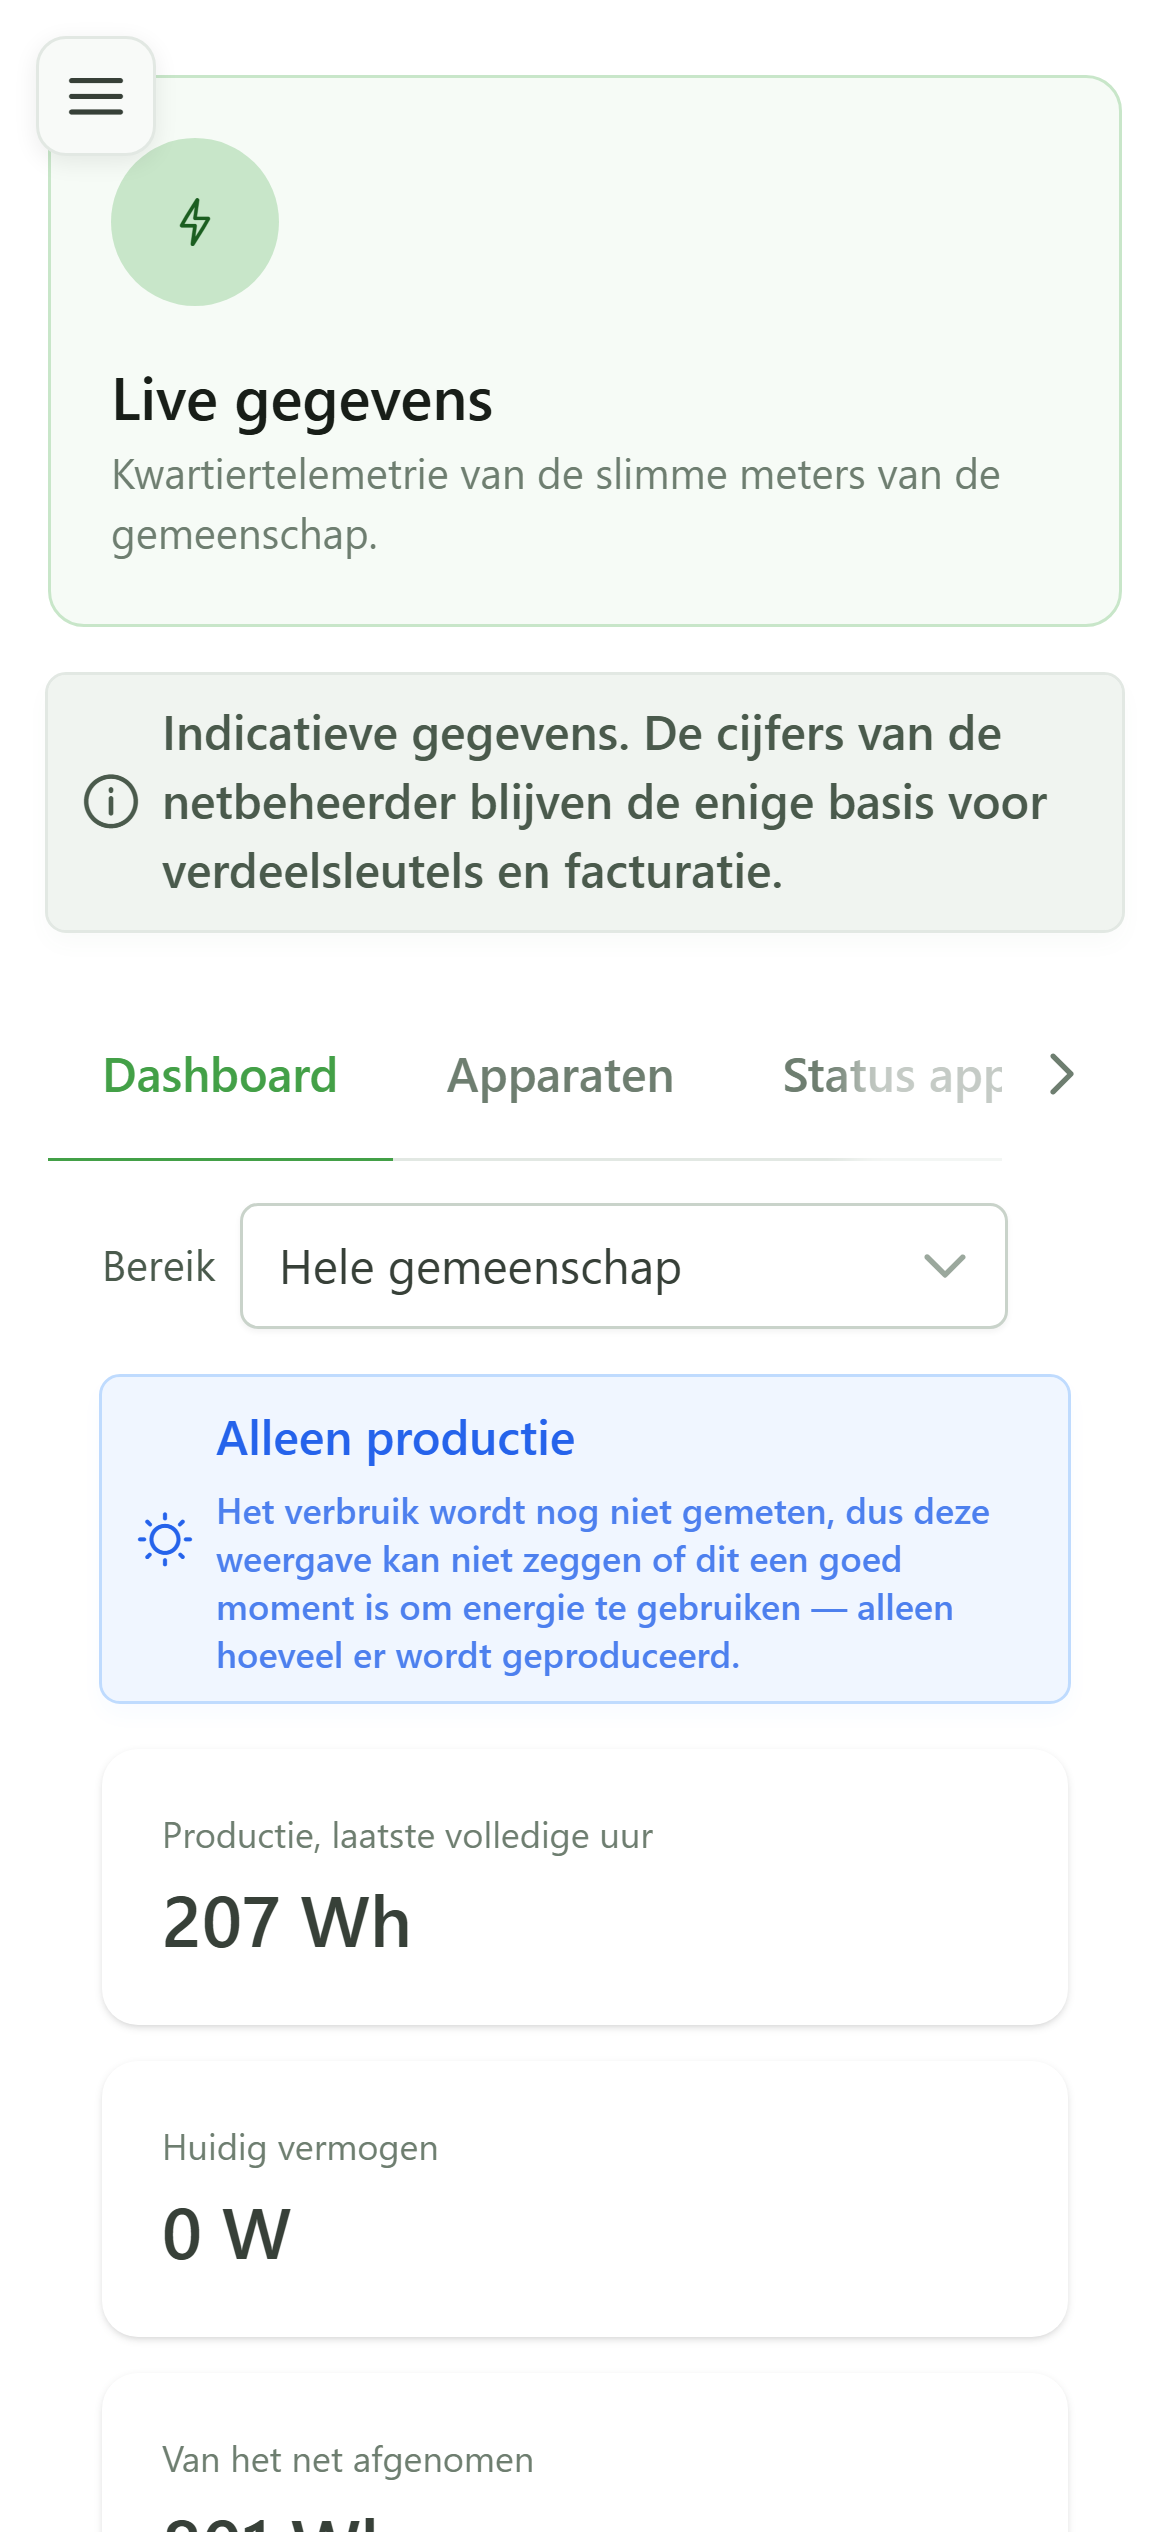 Live gegevens
Kwartiertelemetrie van de slimme meters van de
gemeenschap.
Indicatieve gegevens. De cijfers van de
netbeheerder blijven de enige basis voor
verdeelsleutels en facturatie.
Dashboard
Apparaten
Status
Bereik
Hele gemeenschap
Alleen productie
Het verbruik wordt nog niet gemeten, dus deze
weergave kan niet zeggen of dit een goed
moment is om energie te gebruiken — alleen
hoeveel er wordt geproduceerd.
Productie, laatste volledige uur
207 Wh
Huidig vermogen
0 W
Van het net afgenomen